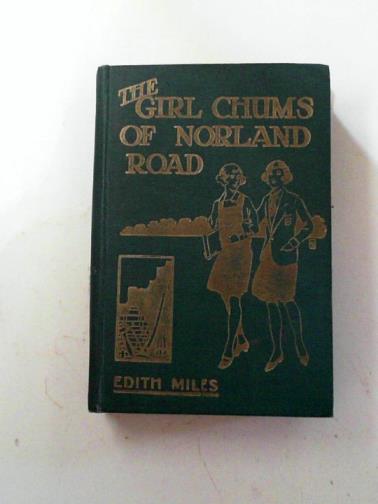 THE
GIRL CHUMS
OF NORLAND
ROAD
EDITH MILES